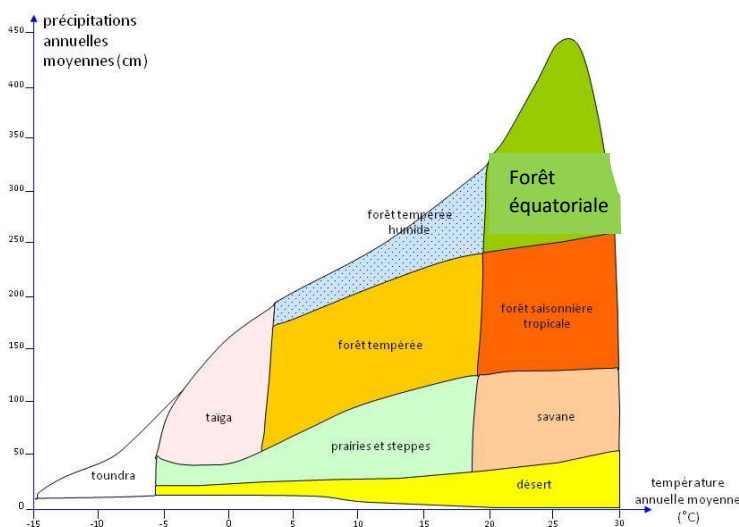 précipitations
annuelles
moyennes (cm)
450
400
350
300
250
200
150
100
50
0
Forêt
équatoriale
forêt tempérée
humide
forêt saisonnière
tropicale
forêt tempérée
taïga
savane
prairies et steppes
toundra
désert
température
annuelle moyenne
(°C)
-15
-10
-5
0
5
10
15
20
25
30